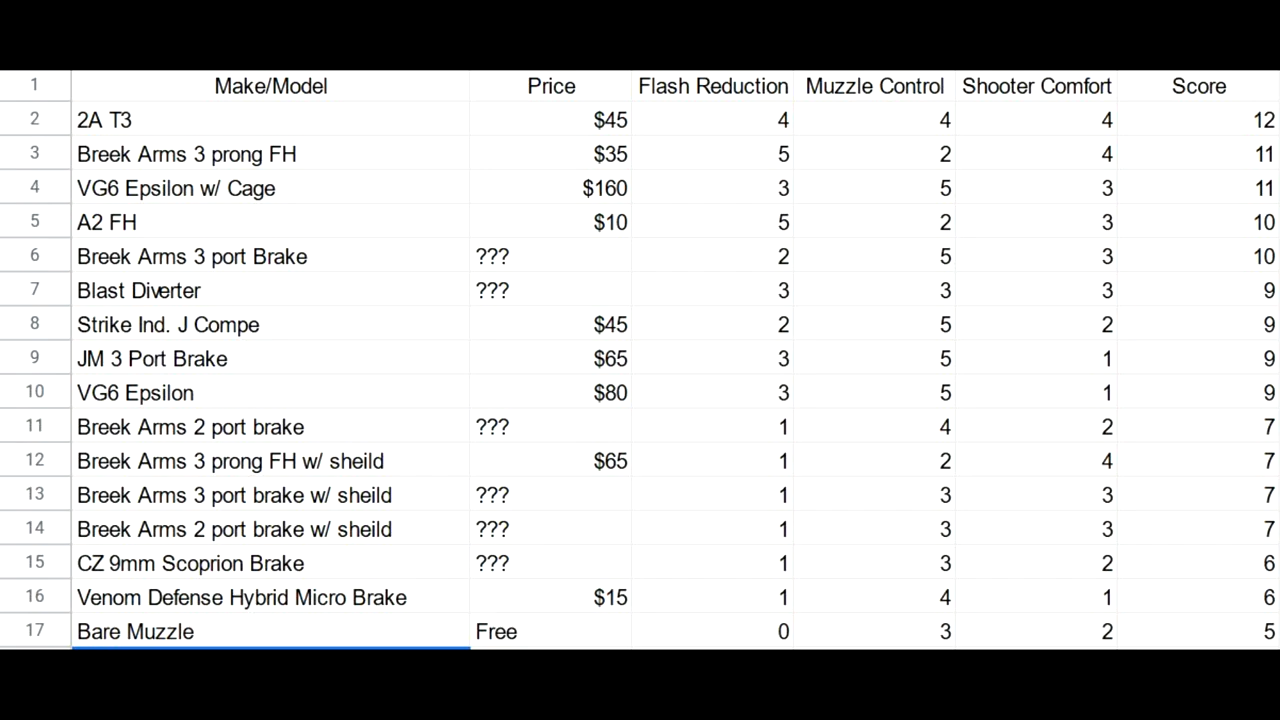 1 Make/Model Price Flash Reduction Muzzle Control Shooter Comfort Score
2 2A T3 $45 4 4 4 12
3 Breek Arms 3 prong FH $35 5 2 4 11
4 VG6 Epsilon w/ Cage $160 3 5 3 11
5 A2 FH $10 5 2 3 10
6 Breek Arms 3 port Brake ??? 2 5 3 10
7 Blast Diverter ??? 3 3 3 9
8 Strike Ind. J Compe $45 2 5 2 9
9 JM 3 Port Brake $65 3 5 1 9
10 VG6 Epsilon $80 3 5 1 9
11 Breek Arms 2 port brake ??? 1 4 2 7
12 Breek Arms 3 prong FH w/ sheild $65 1 2 4 7
13 Breek Arms 3 port brake w/ sheild ??? 1 3 3 7
14 Breek Arms 2 port brake w/ sheild ??? 1 3 3 7
15 CZ 9mm Scoprion Brake ??? 1 3 2 6
16 Venom Defense Hybrid Micro Brake $15 1 4 1 6
17 Bare Muzzle Free 0 3 2 5